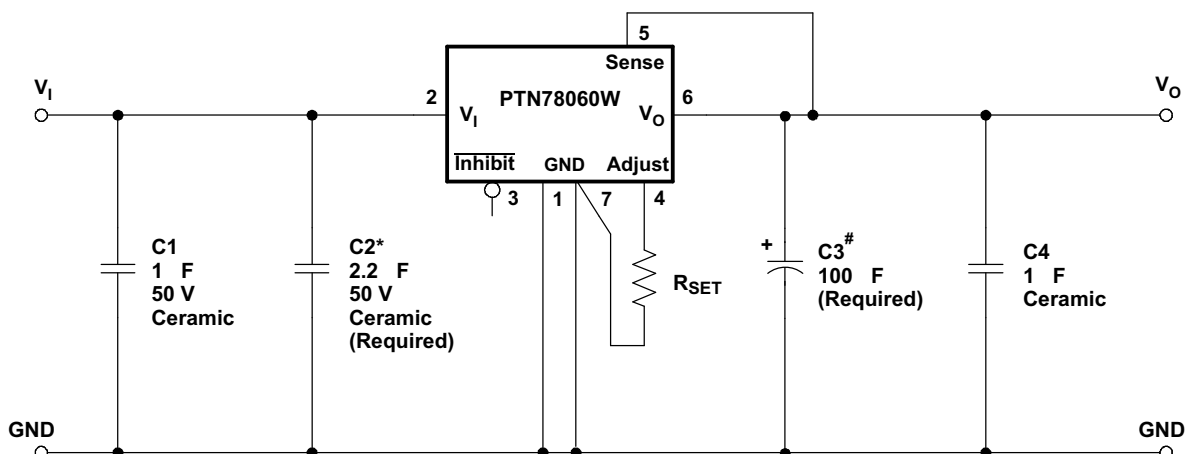 5
Sense
PTN78060W
V_I
2
V_I
6
V_O
V_O
Inhibit
GND
Adjust
3
1
7
4
C1
1 F
50 V
Ceramic
C2*
2.2 F
50 V
Ceramic
(Required)
R_SET
+
C3#
100 F
(Required)
C4
1 F
Ceramic
GND
GND